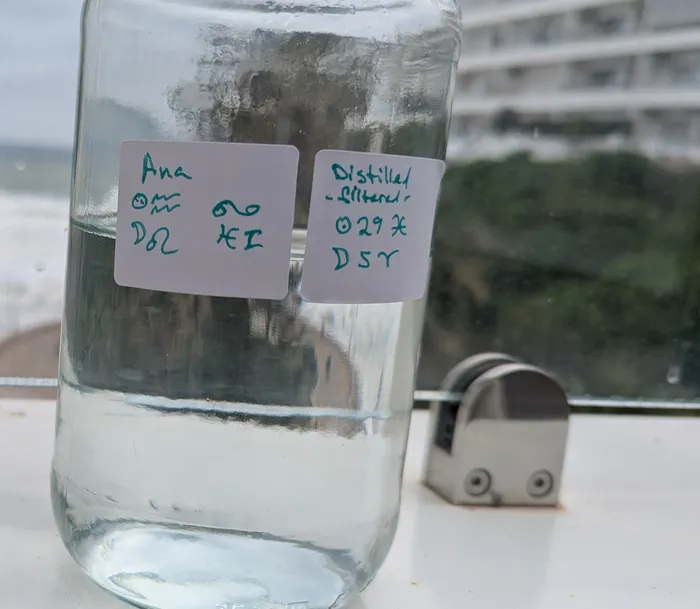 Ana
☉♒
☽♌
♋
♓I
Distilled
-filtered-
☉29♓
☽5♈